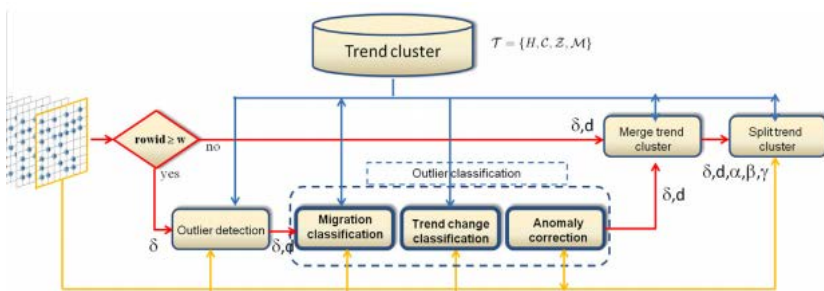 Trend cluster
𝒯 = {H, 𝒞, 𝒵, ℳ}
rowid ≥ w
no
δ,d
Merge trend
cluster
Split trend
cluster
yes
Outlier classification
δ,d,α,β,γ
δ,d
δ
Outlier detection
δ,d
Migration
classification
Trend change
classification
Anomaly
correction